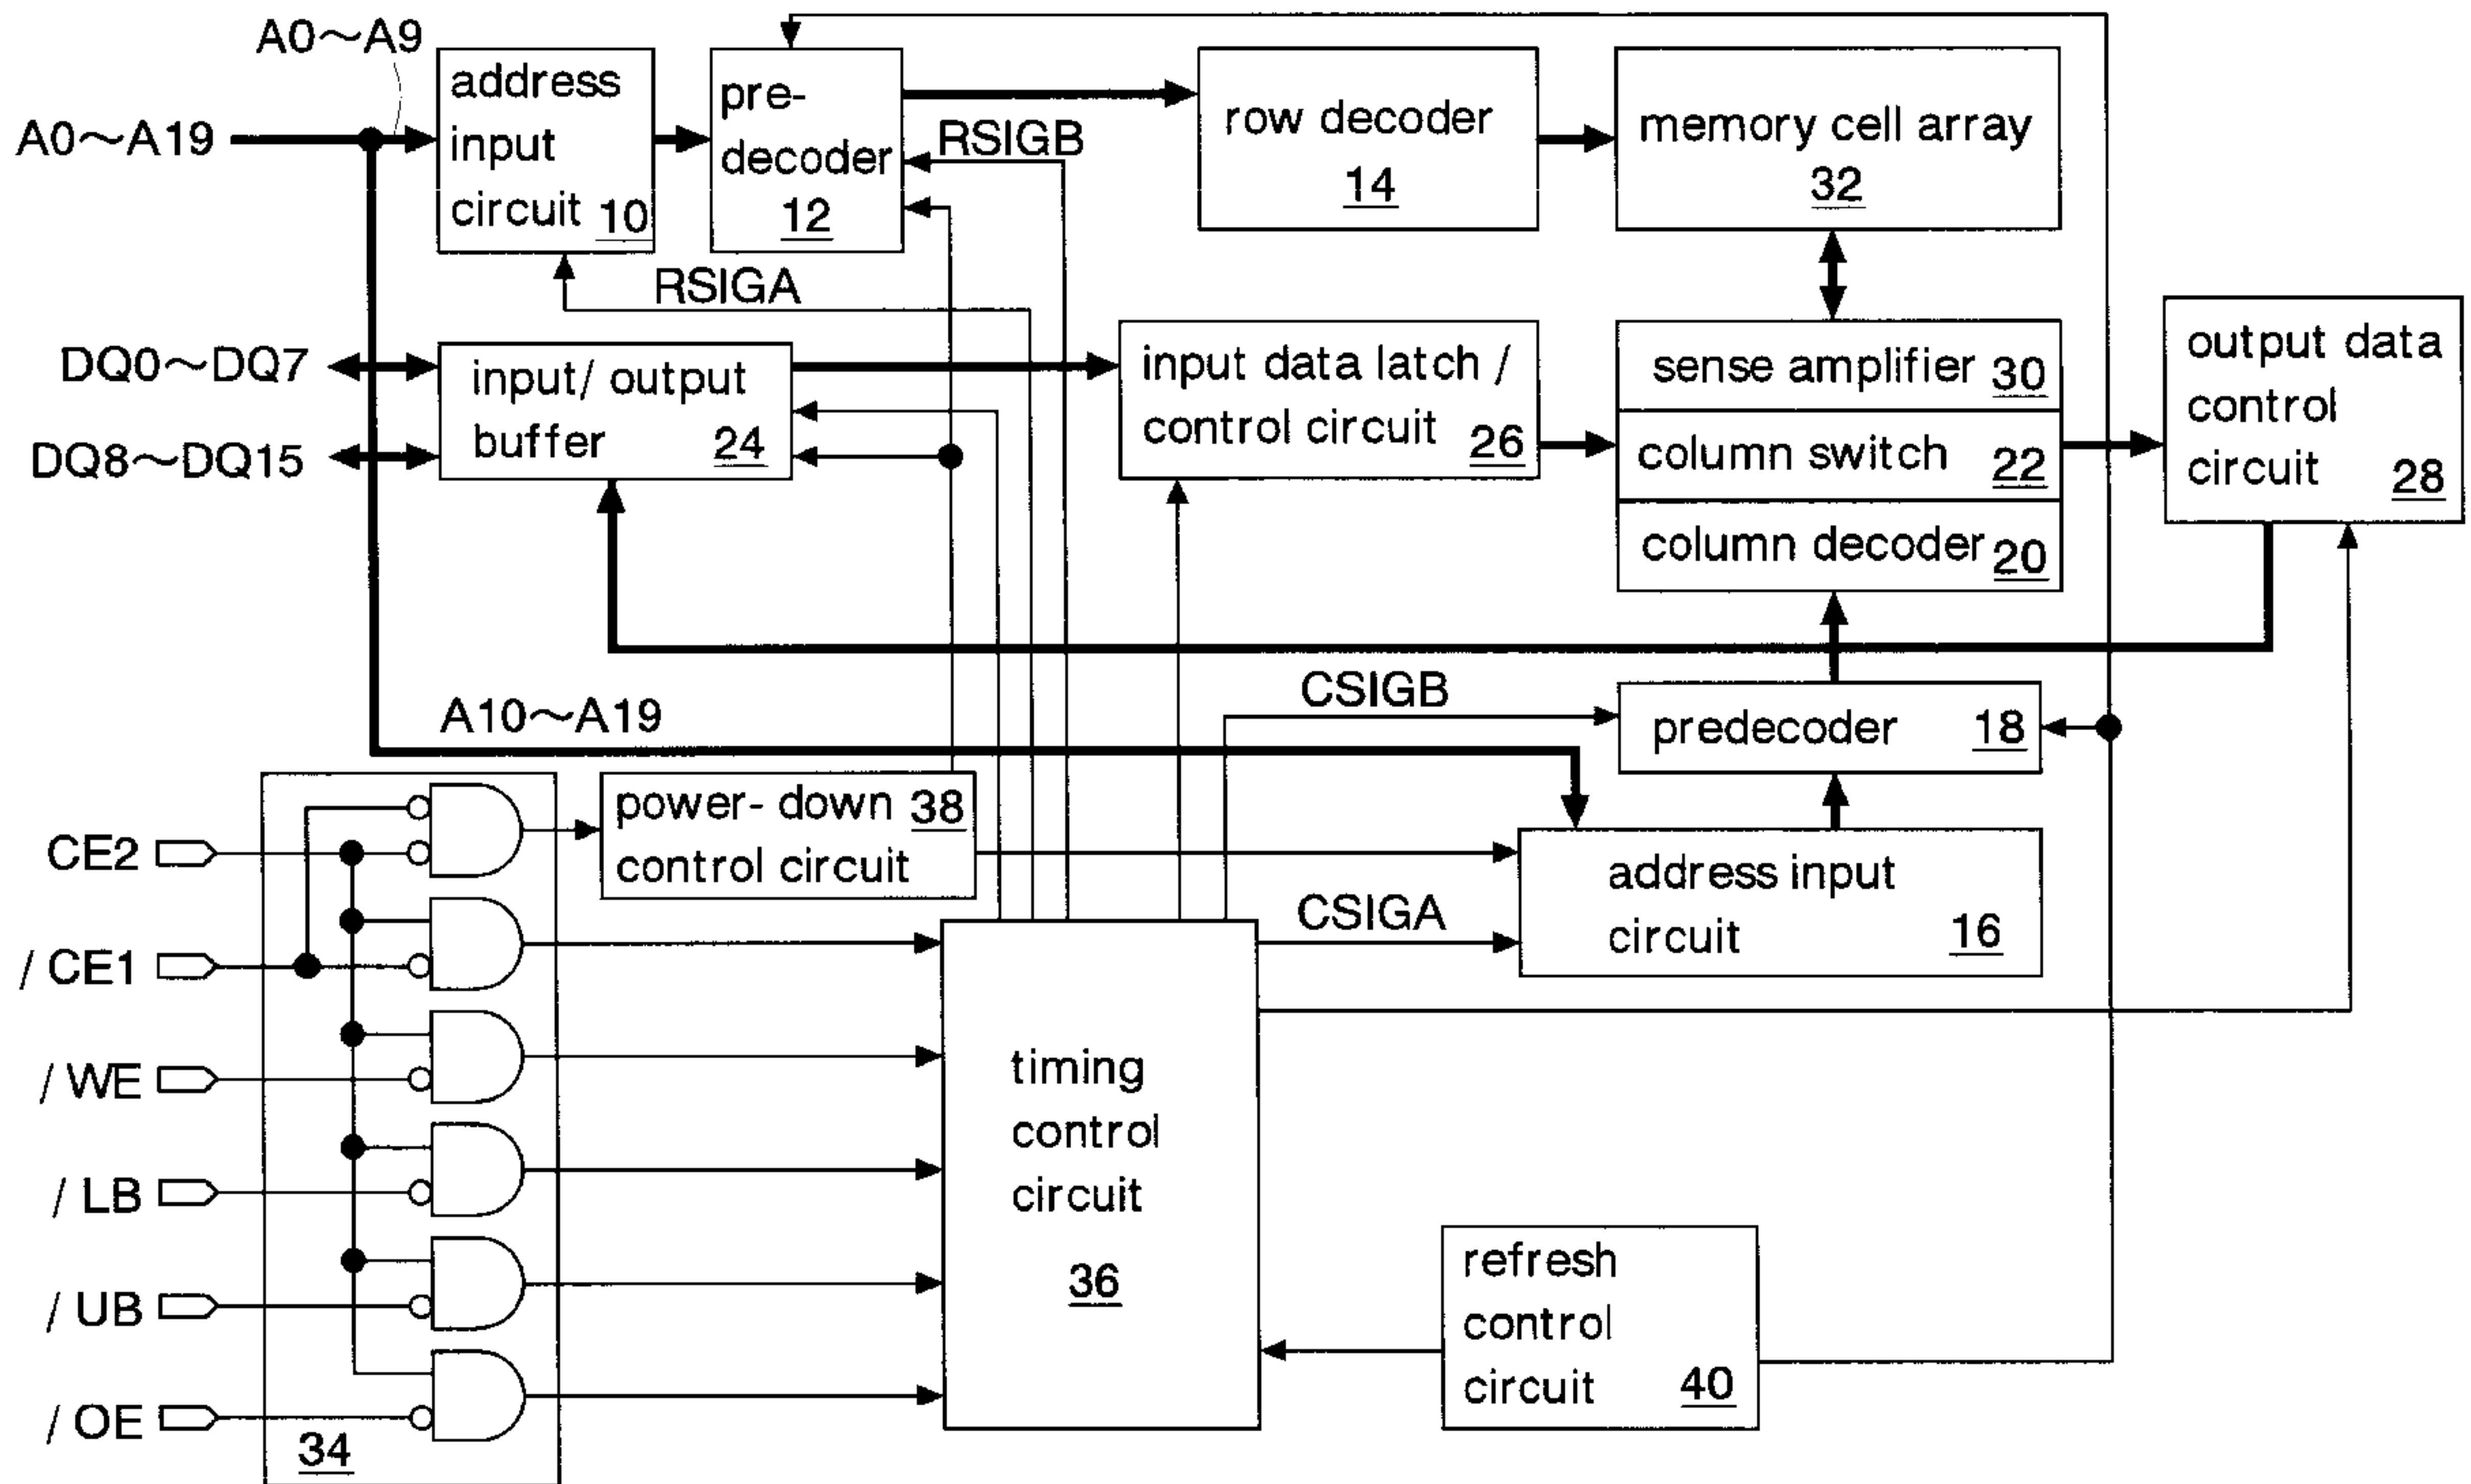 A0～A9
A0～A19
address
input
circuit 10
pre-
decoder
12
RSIGB
row decoder
14
memory cell array
32
RSIGA
DQ0～DQ7
DQ8～DQ15
input/ output
buffer 24
input data latch /
control circuit 26
sense amplifier 30
column switch 22
column decoder 20
output data
control
circuit 28
A10～A19
CSIGB
predecoder 18
power- down 38
control circuit
CSIGA
address input
circuit 16
CE2
/ CE1
/ WE
/ LB
/ UB
/ OE
34
timing
control
circuit
36
refresh
control
circuit 40